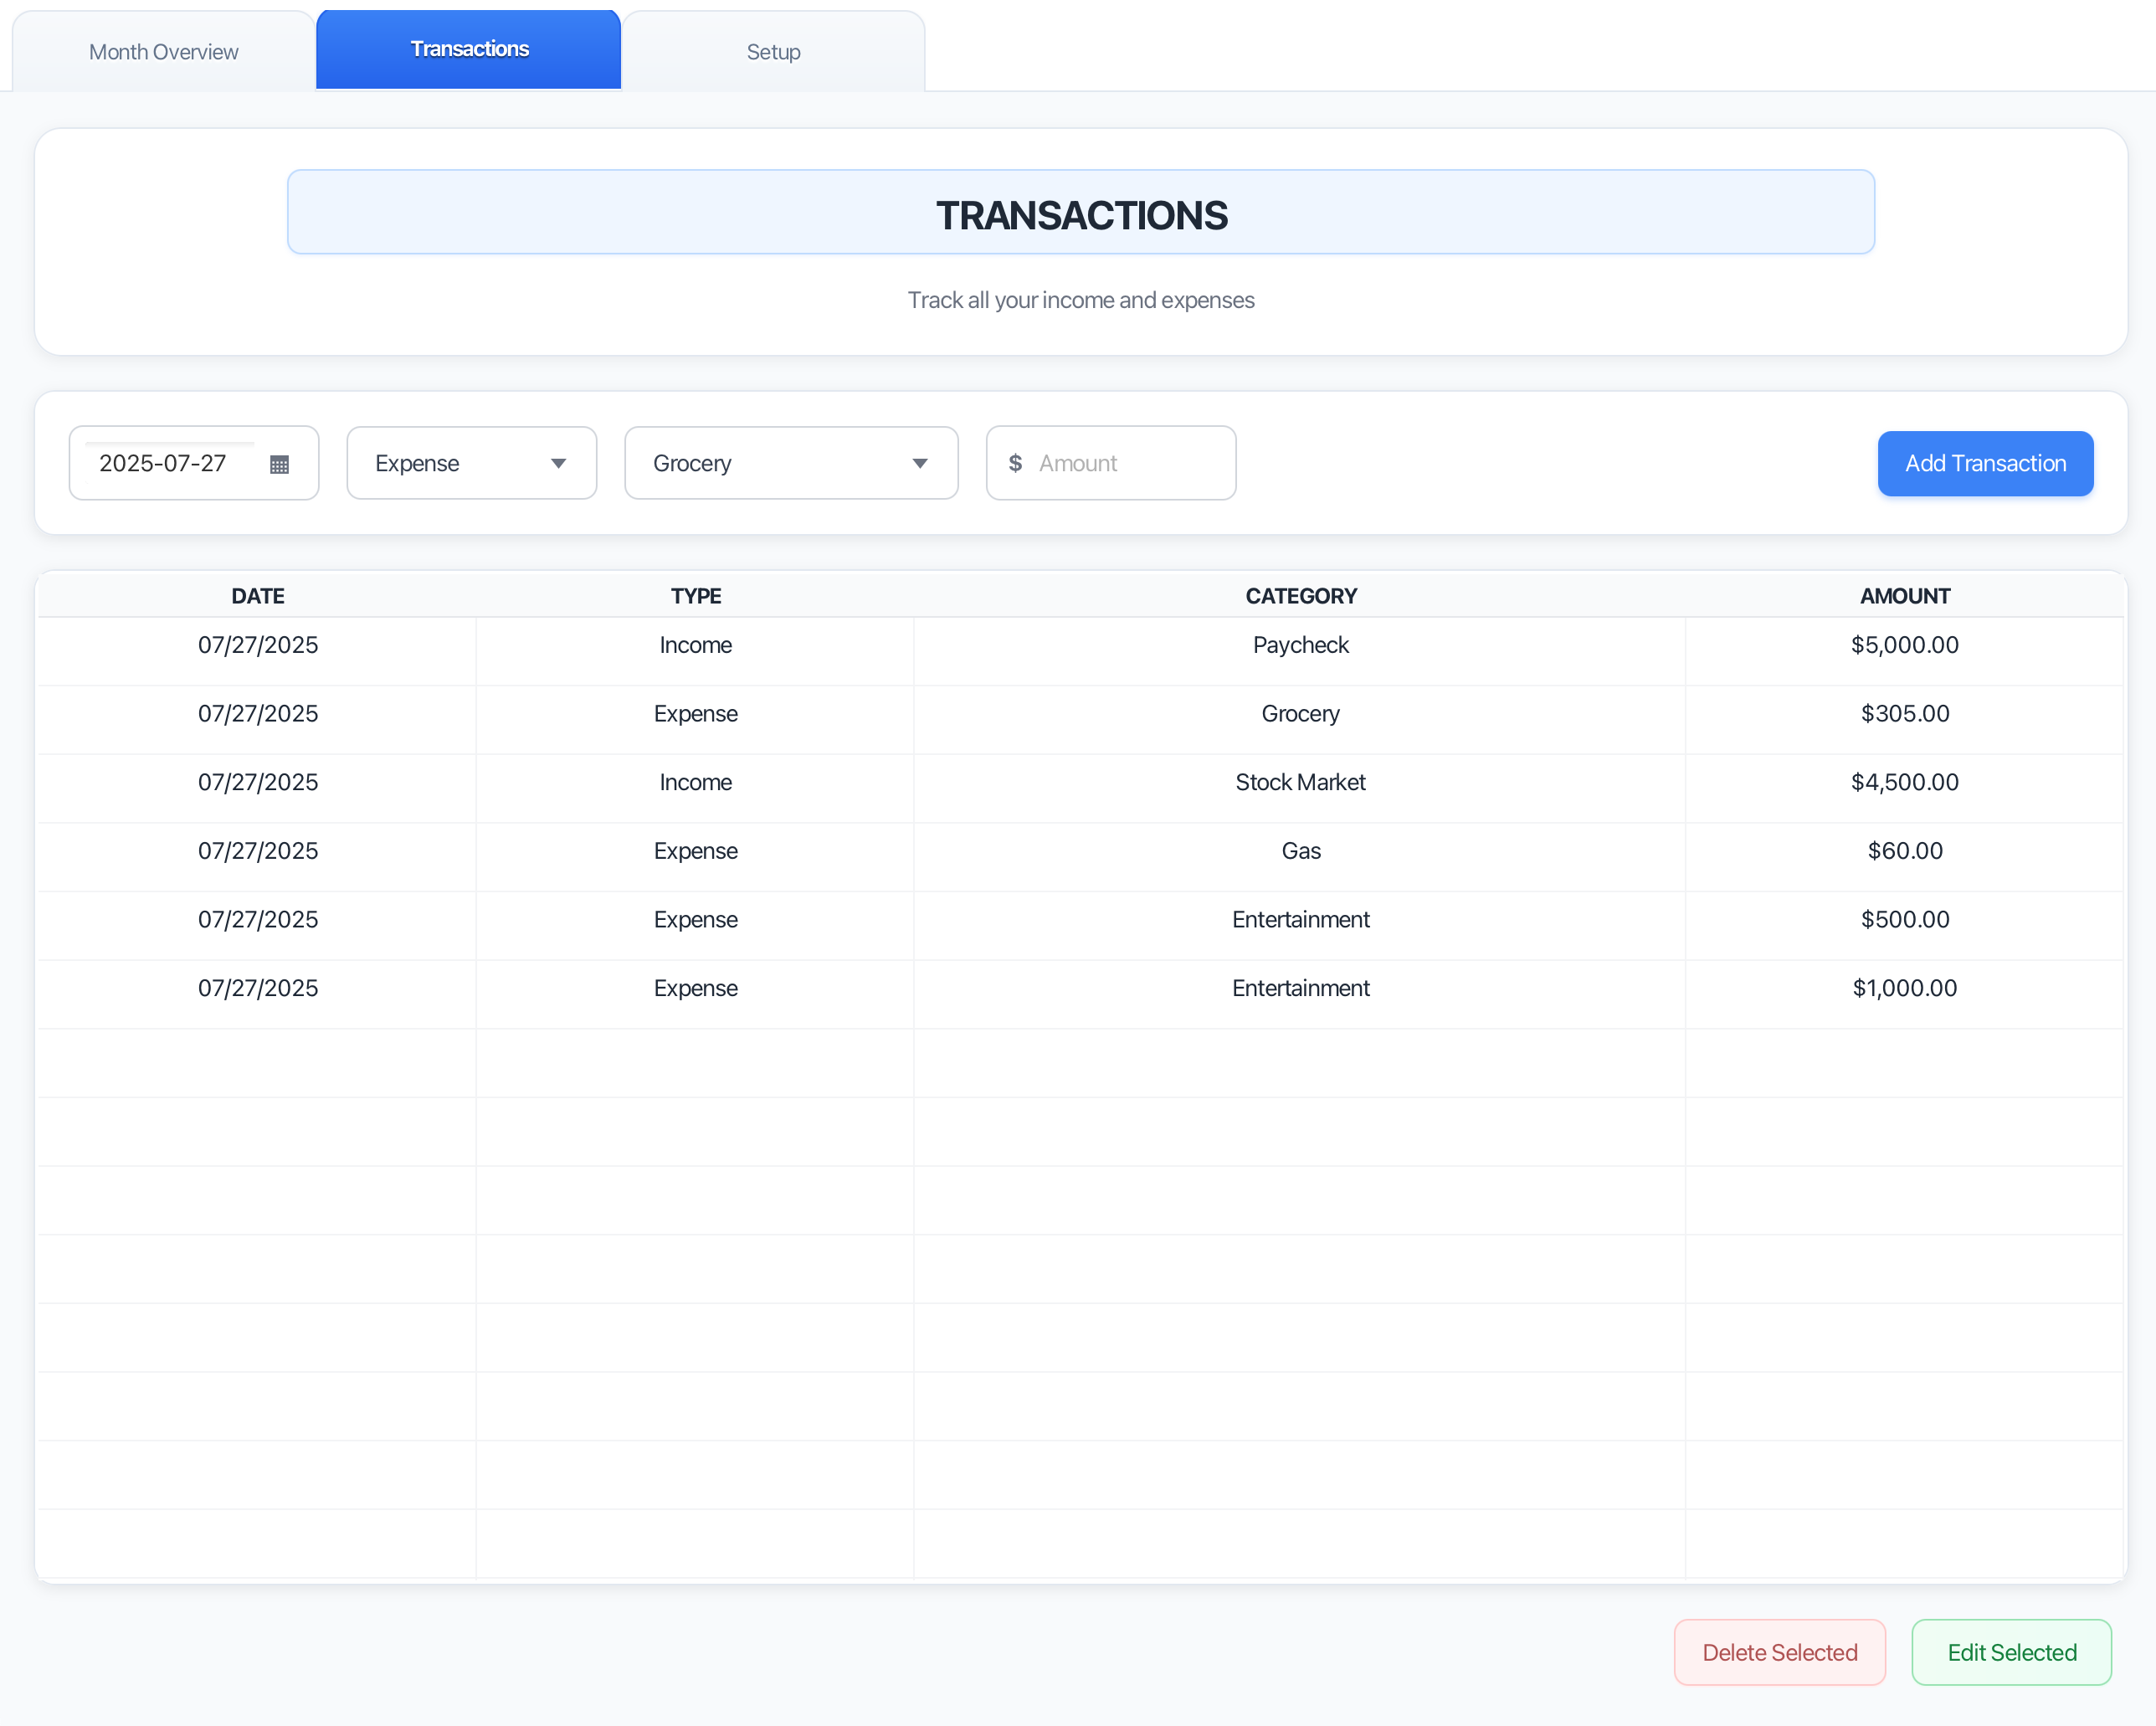 Month Overview Transactions Setup
TRANSACTIONS
Track all your income and expenses
2025-07-27 Expense Grocery $ Amount Add Transaction
DATE TYPE CATEGORY AMOUNT
07/27/2025 Income Paycheck $5,000.00
07/27/2025 Expense Grocery $305.00
07/27/2025 Income Stock Market $4,500.00
07/27/2025 Expense Gas $60.00
07/27/2025 Expense Entertainment $500.00
07/27/2025 Expense Entertainment $1,000.00
Delete Selected Edit Selected